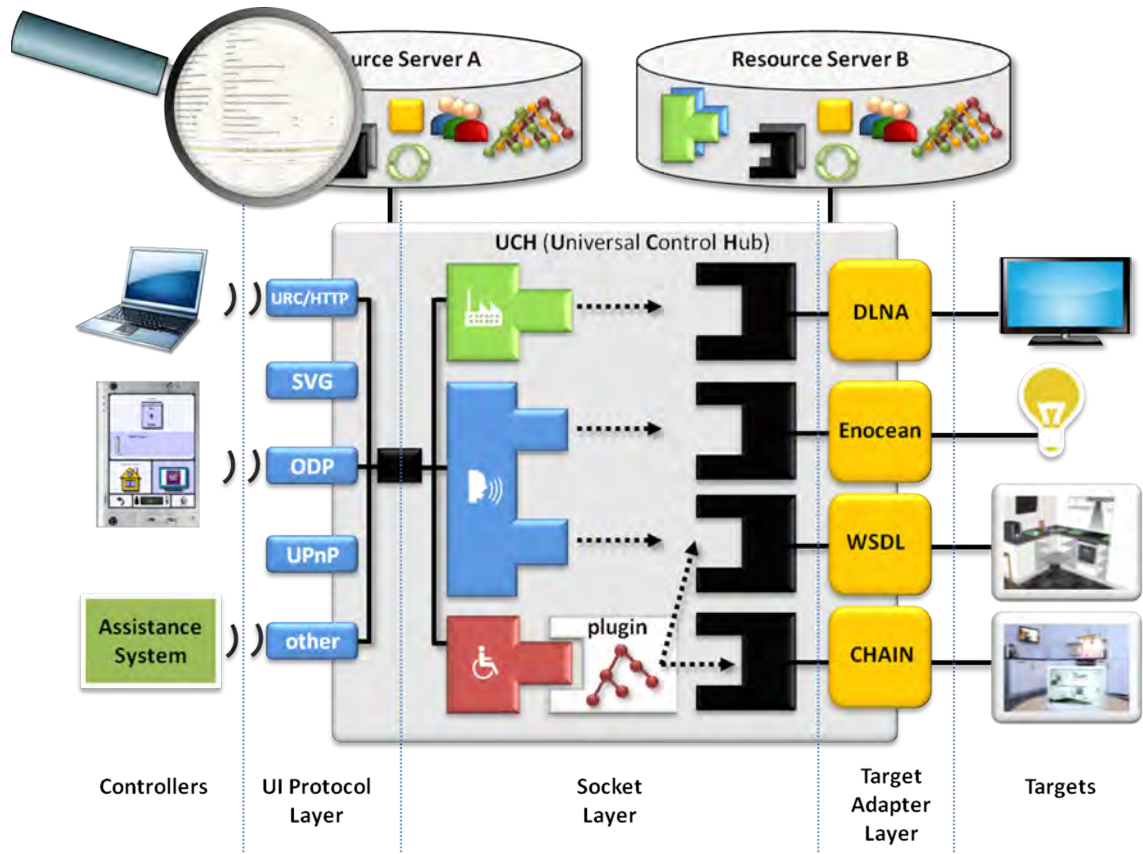 urce Server A
Resource Server B
UCH (Universal Control Hub)
URC/HTTP
SVG
ODP
UPnP
other
Assistance
System
plugin
DLNA
Enocean
WSDL
CHAIN
Controllers
UI Protocol
Layer
Socket
Layer
Target
Adapter
Layer
Targets